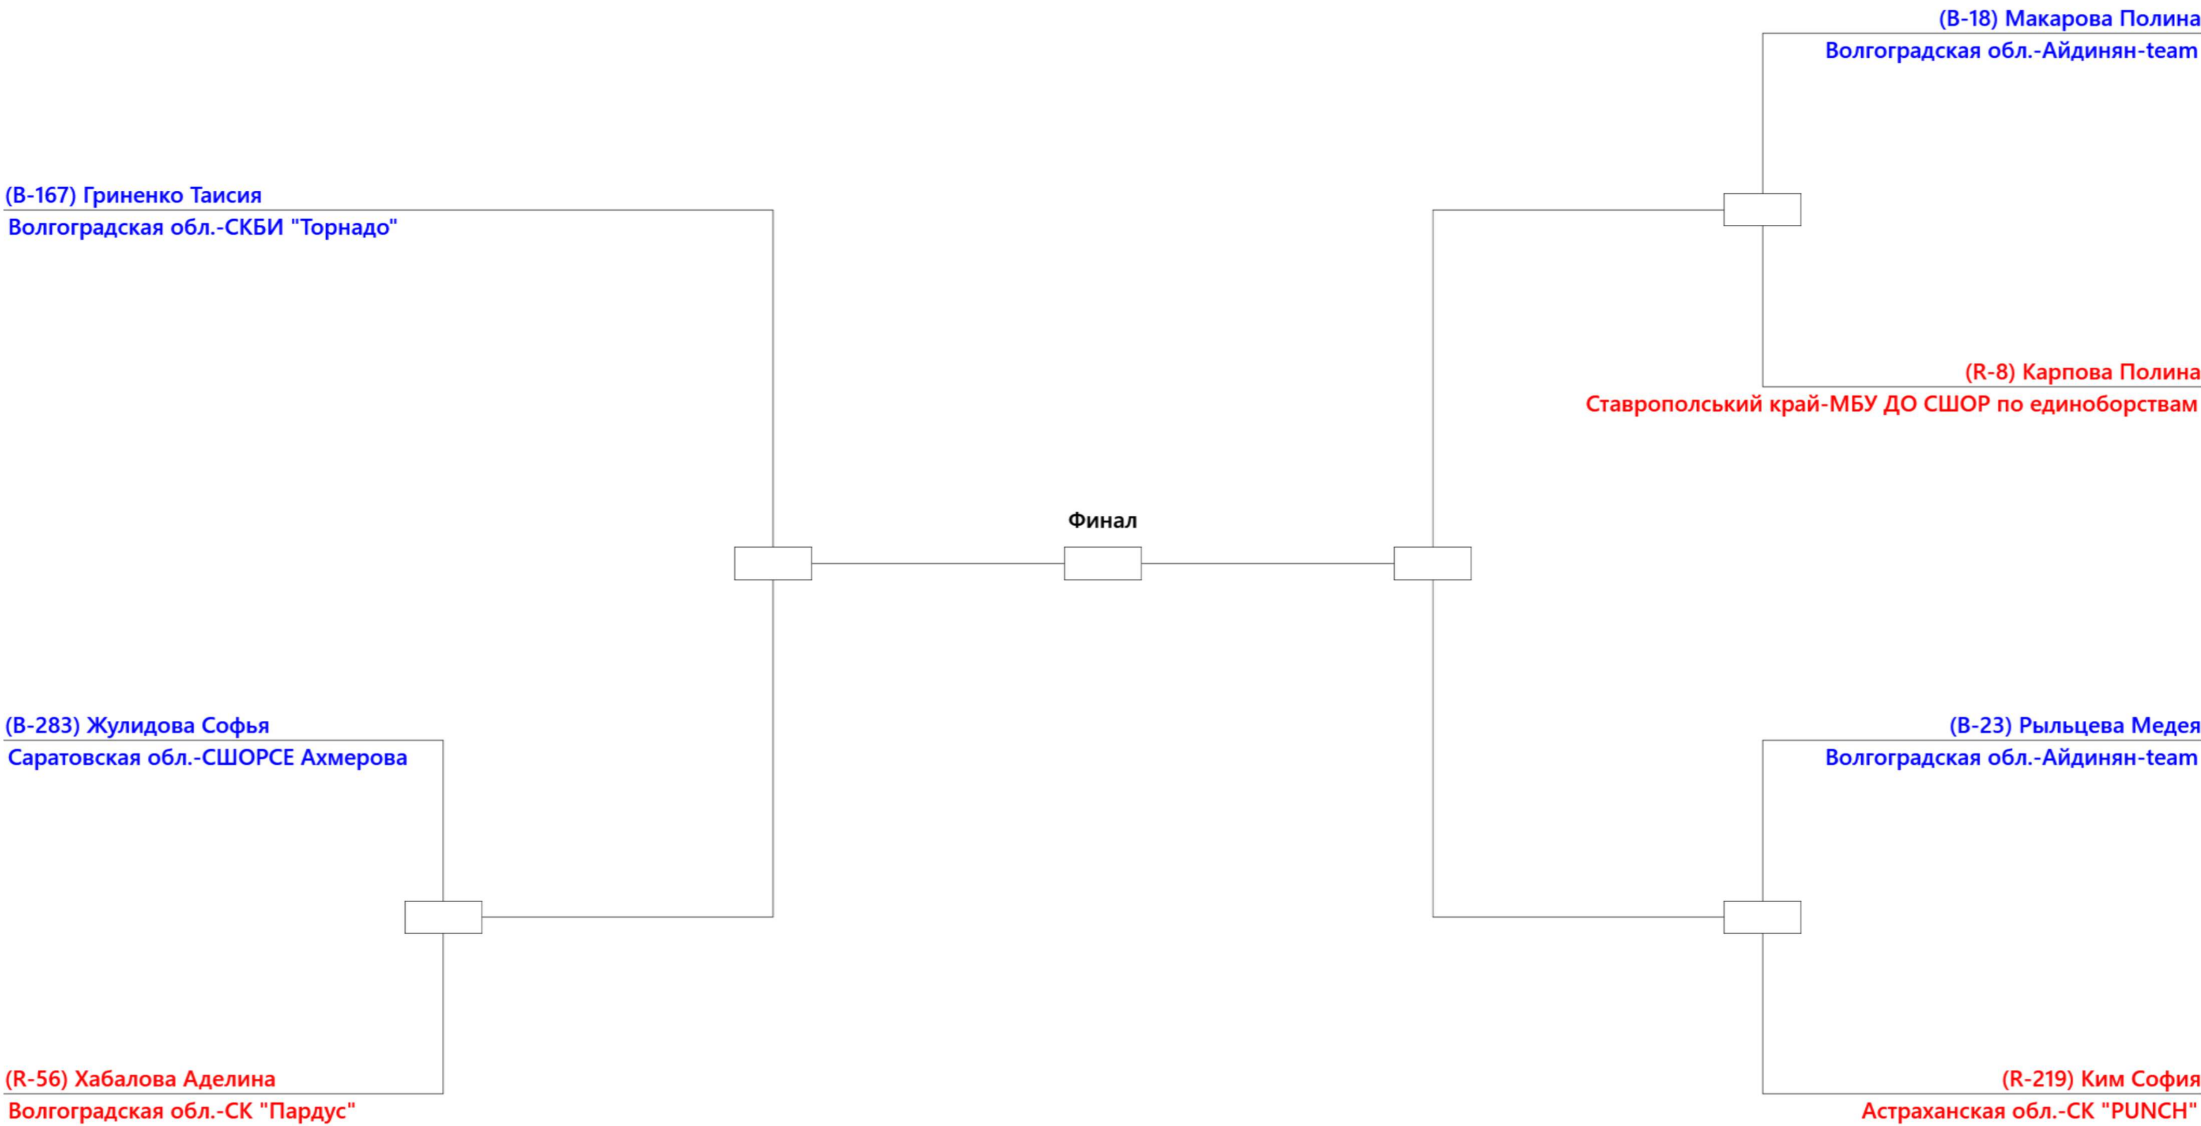 (B-18) Макарова Полина
Волгоградская обл.-Айдинян-team
(B-167) Гриненко Таисия
Волгоградская обл.-СКБИ "Торнадо"
(R-8) Карпова Полина
Ставрополський край-МБУ ДО СШОР по единоборствам
Финал
(B-283) Жулидова Софья
Саратовская обл.-СШОРСЕ Ахмерова
(B-23) Рыльцева Медея
Волгоградская обл.-Айдинян-team
(R-56) Хабалова Аделина
Волгоградская обл.-СК "Пардус"
(R-219) Ким София
Астраханская обл.-СК "PUNCH"